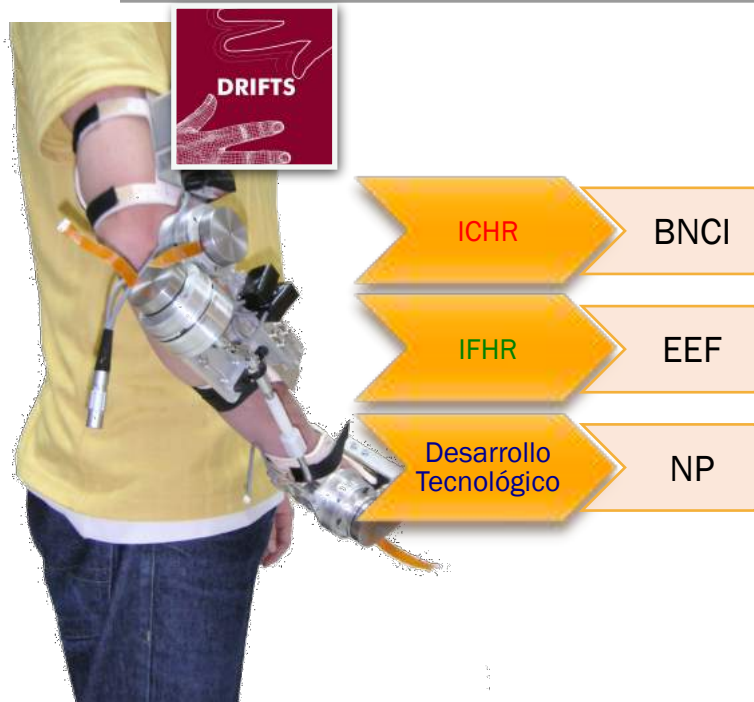 DRIFTS
ICHR
BNCI
IFHR
EEF
Desarrollo
Tecnológico
NP